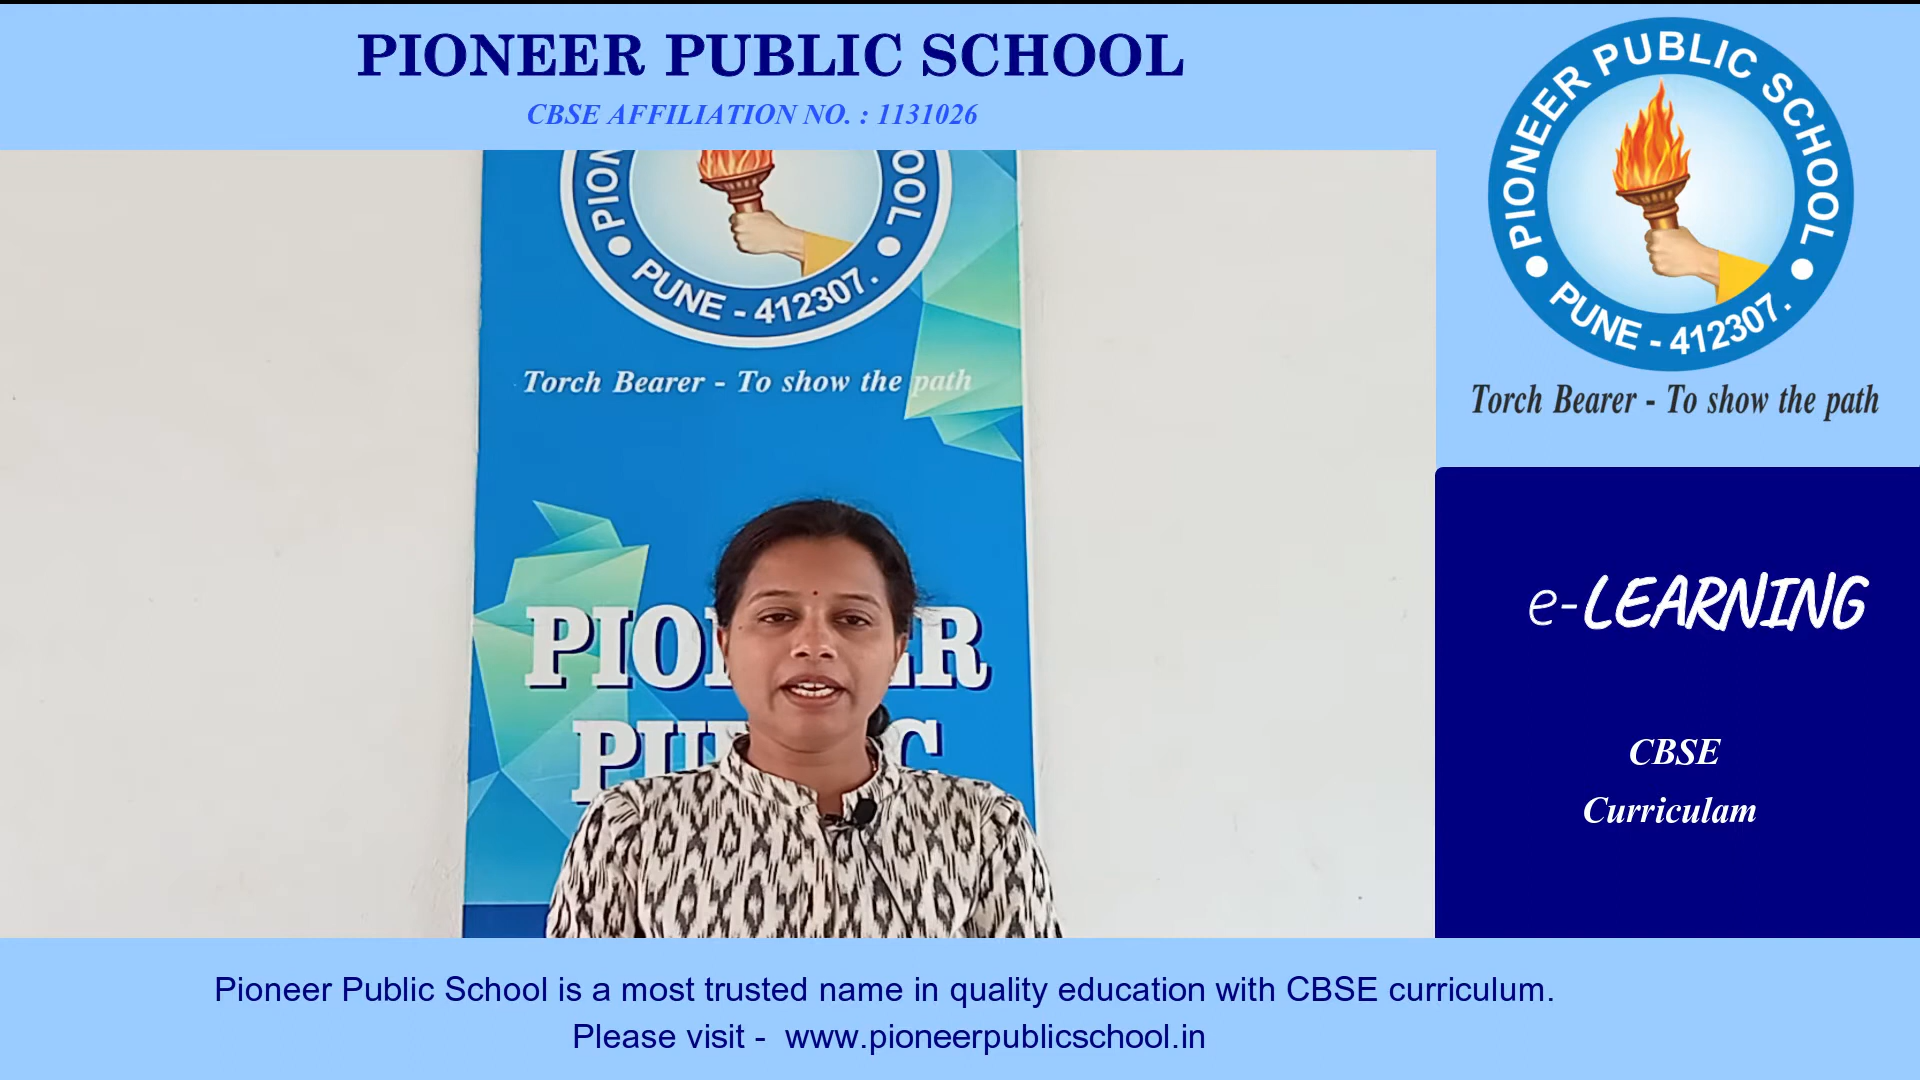 PIONEER PUBLIC SCHOOL
CBSE AFFILIATION NO. : 1131026
PIONEER PUBLIC SCHOOL
PUNE - 412307.
Torch Bearer - To show the path
OOL
PUNE - 412307.
Torch Bearer - To show the path
e-LEARNING
CBSE
Curriculam
Pioneer Public School is a most trusted name in quality education with CBSE curriculum.
Please visit - www.pioneerpublicschool.in